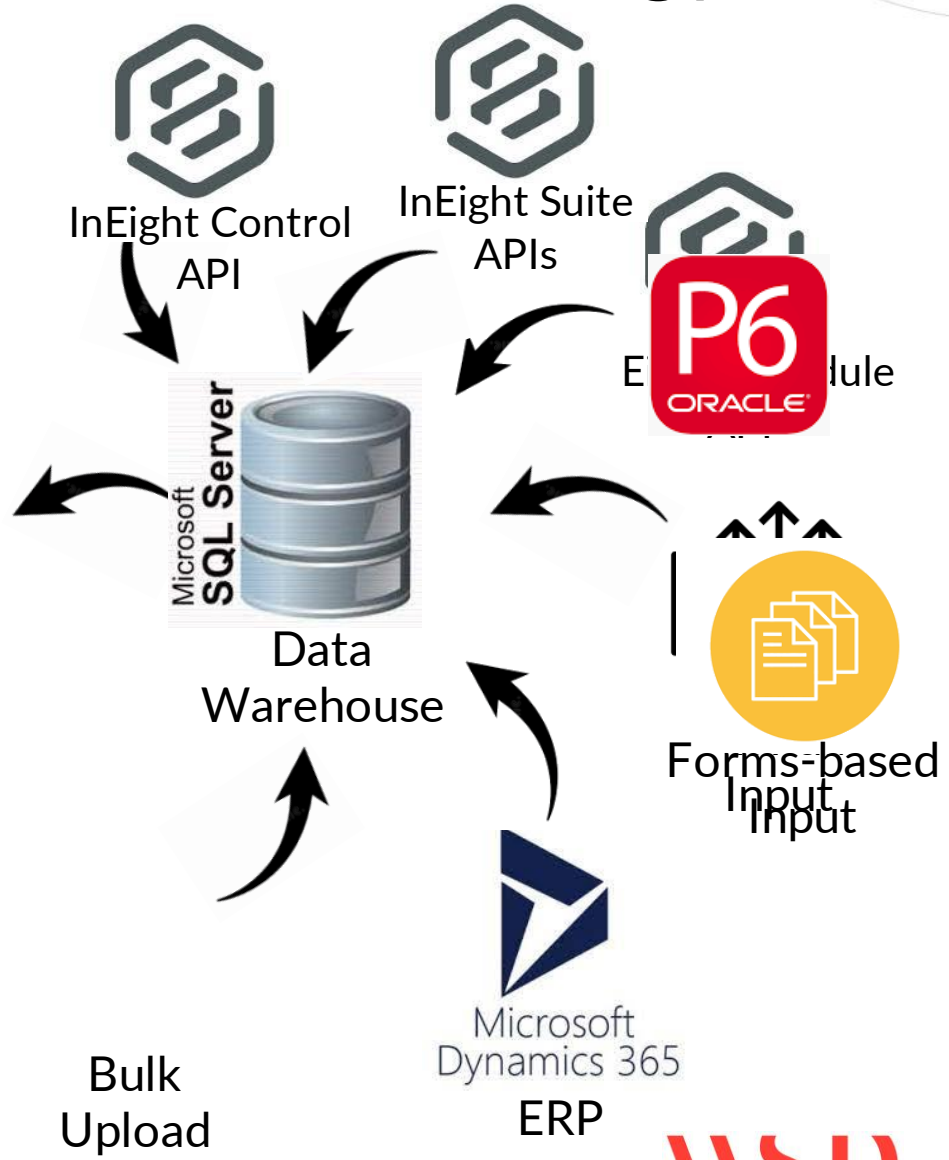 InEight Control
API
InEight Suite
APIs
P6
ORACLE
Microsoft
SQL Server
Data
Warehouse
Forms-based
Input
Input
Microsoft
Dynamics 365
ERP
Bulk
Upload